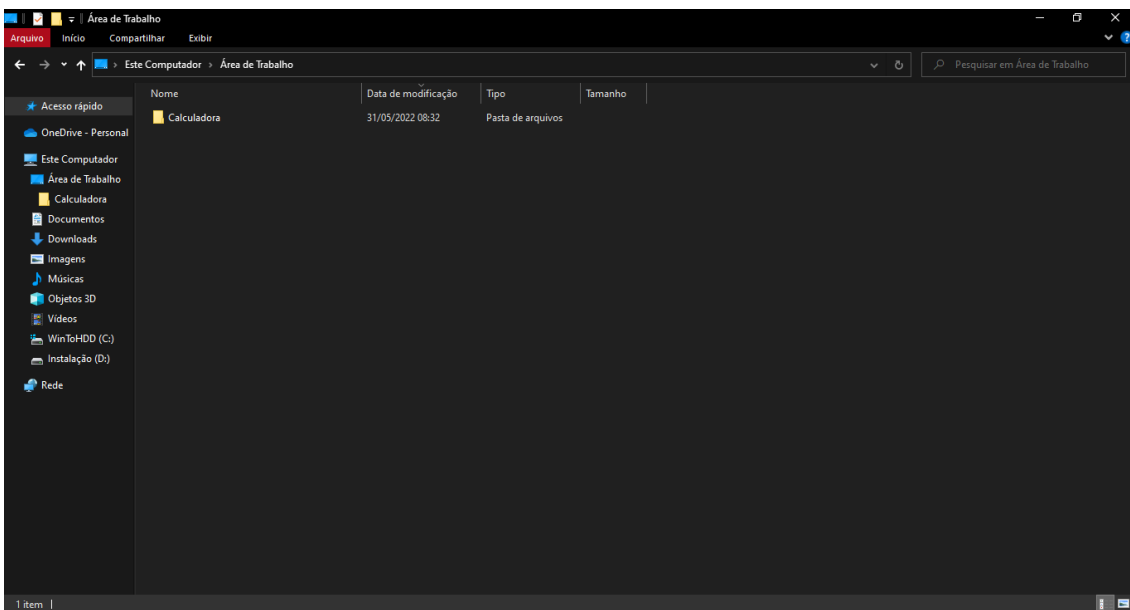 Área de Trabalho
Arquivo Início Compartilhar Exibir
Este Computador › Área de Trabalho
Pesquisar em Área de Trabalho
Nome Data de modificação Tipo Tamanho
Calculadora 31/05/2022 08:32 Pasta de arquivos
Acesso rápido
OneDrive - Personal
Este Computador
Área de Trabalho
Calculadora
Documentos
Downloads
Imagens
Músicas
Objetos 3D
Vídeos
WinToHDD (C:)
Instalação (D:)
Rede
1 item